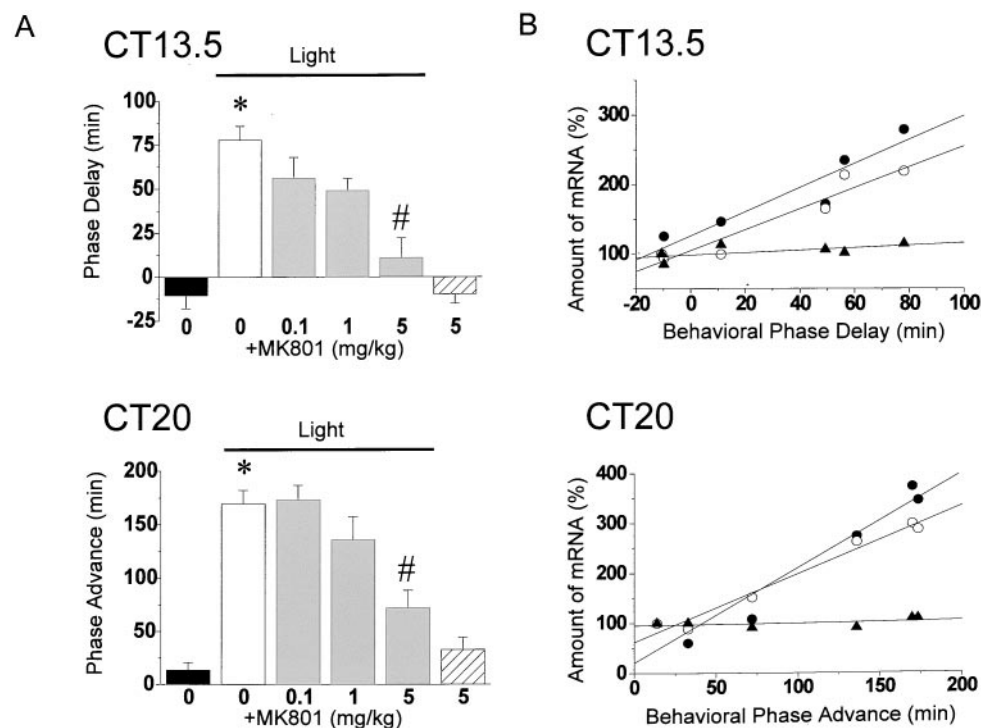 A
CT13.5
Light
Phase Delay (min)
100
75
50
25
0
-25
*
#
0 0 0.1 1 5 5
+MK801 (mg/kg)
B
CT13.5
Amount of mRNA (%)
300
200
100
0
-20 0 20 40 60 80 100
Behavioral Phase Delay (min)
CT20
Light
Phase Advance (min)
200
150
100
50
0
*
#
0 0 0.1 1 5 5
+MK801 (mg/kg)
CT20
Amount of mRNA (%)
400
300
200
100
0
0 50 100 150 200
Behavioral Phase Advance (min)